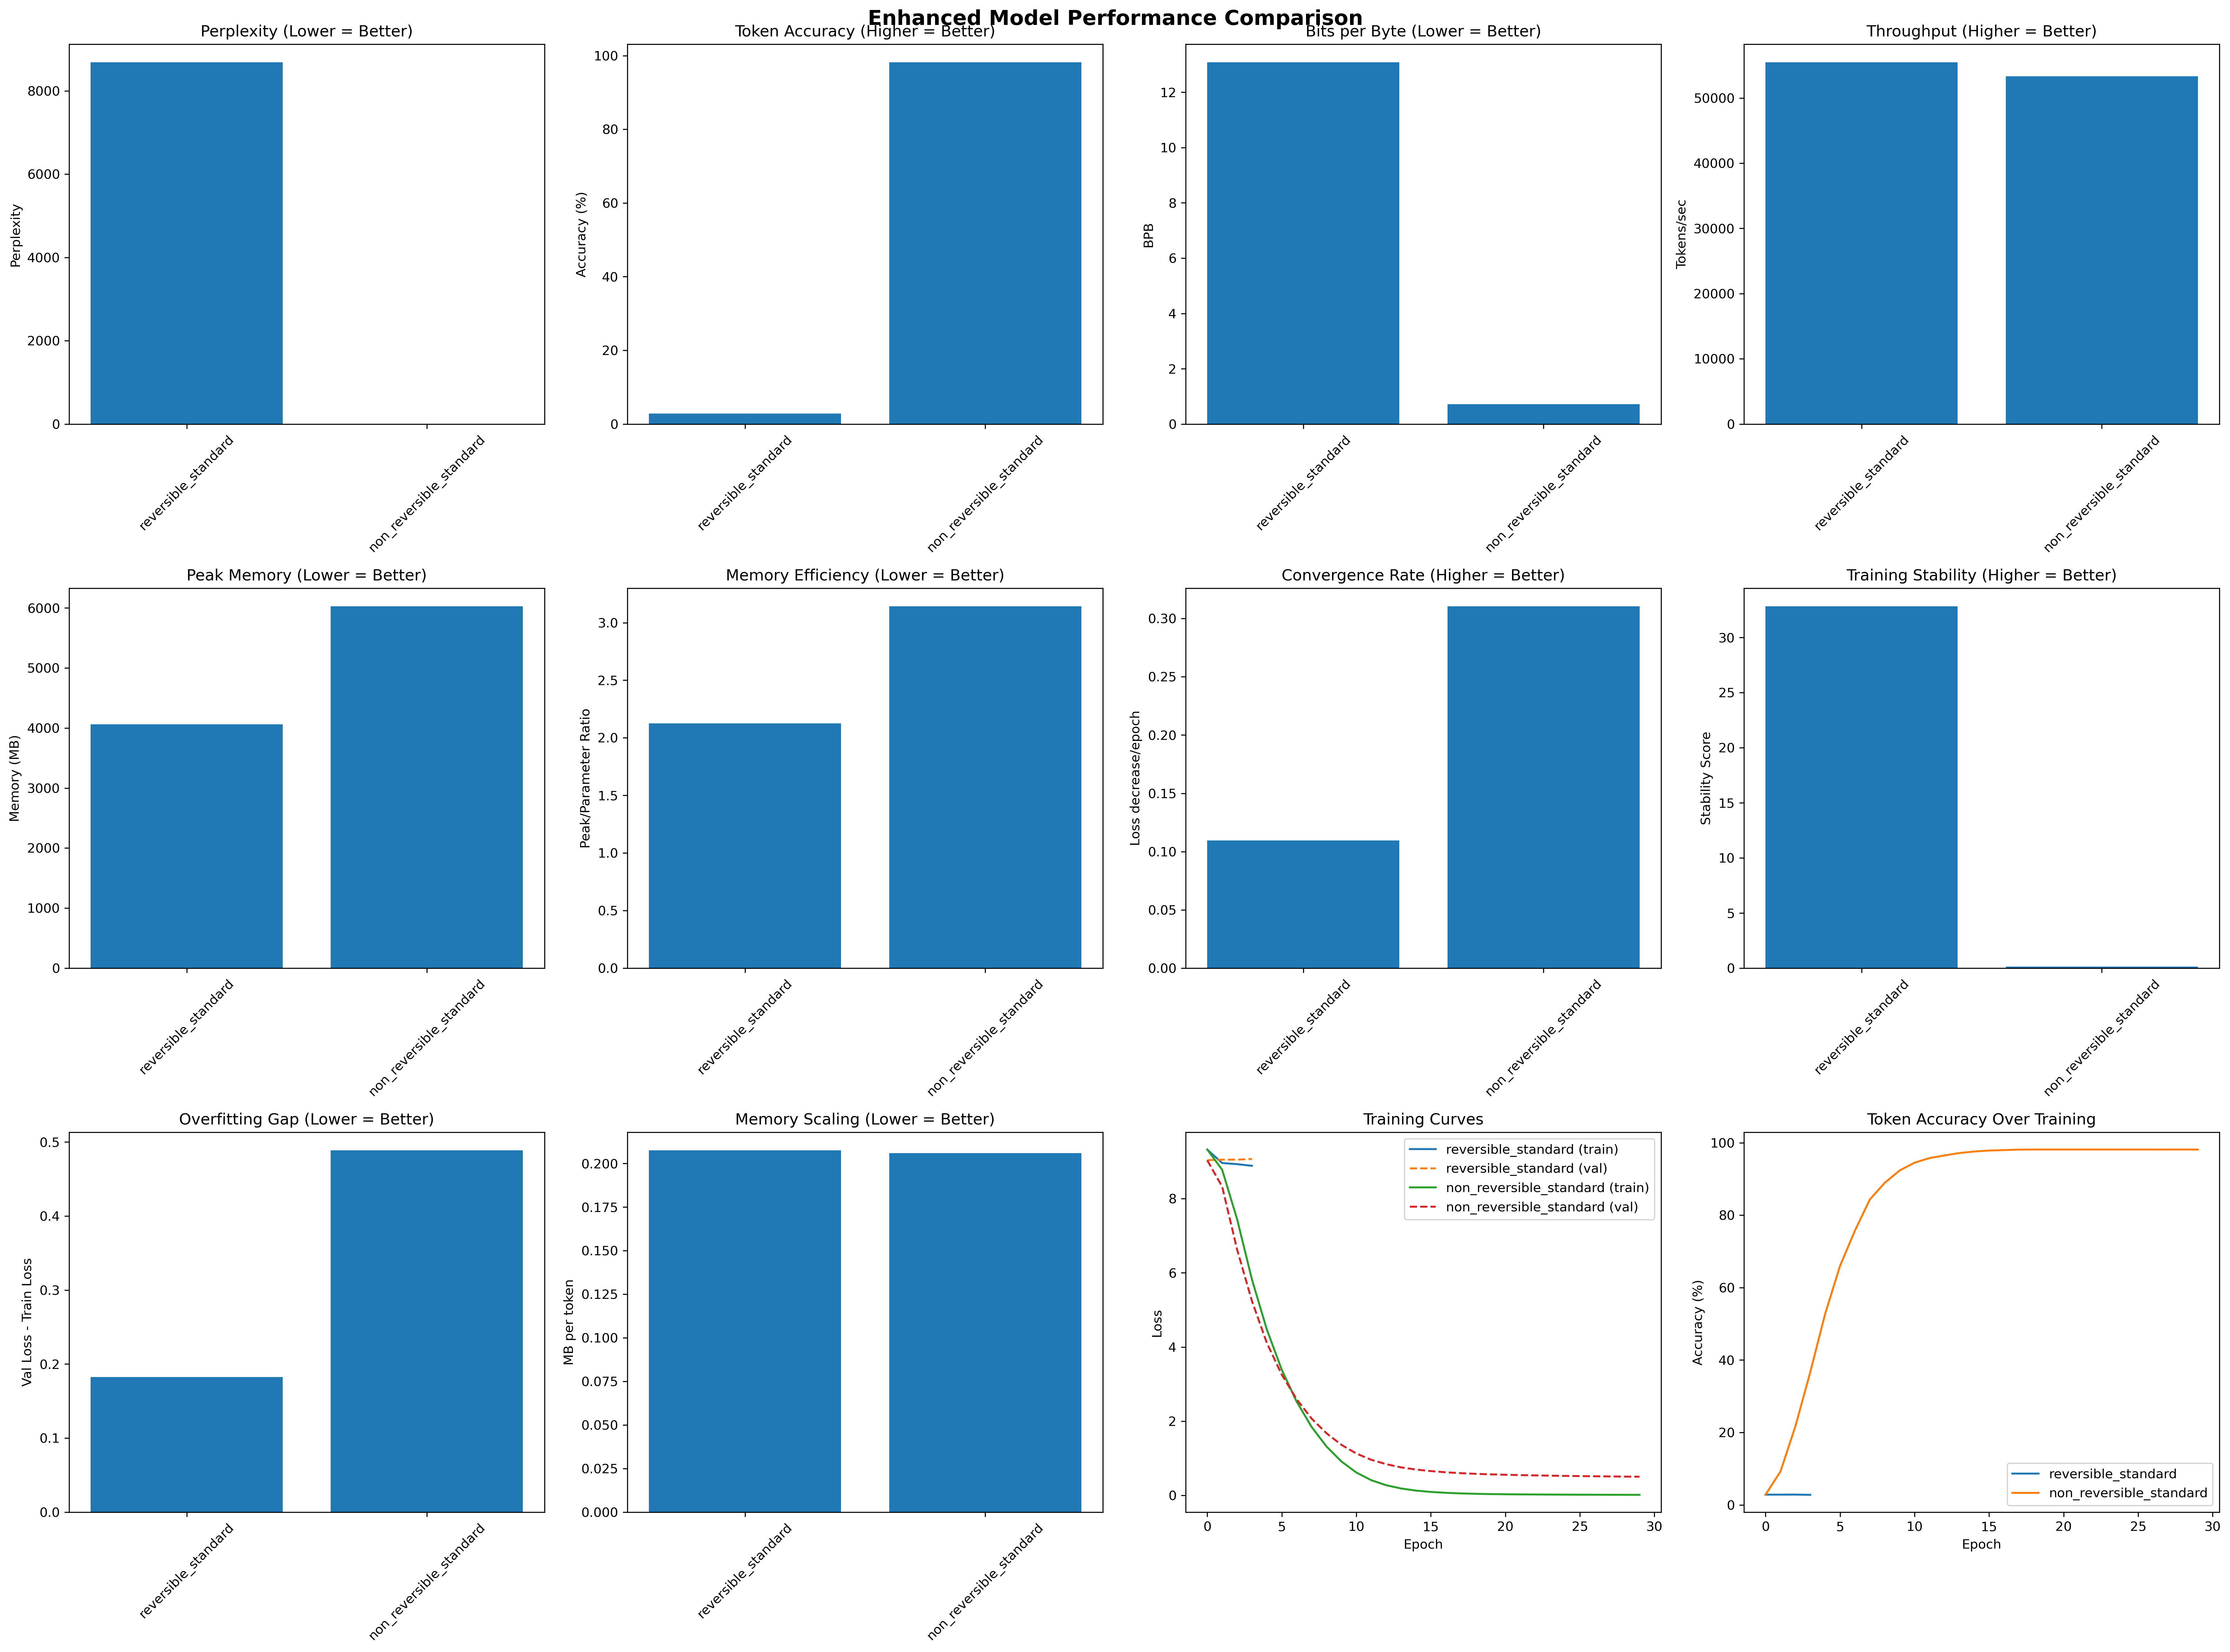 Enhanced Model Performance Comparison
Perplexity (Lower = Better)
Perplexity
8000
6000
4000
2000
0
reversible_standard
non_reversible_standard
Token Accuracy (Higher = Better)
Accuracy (%)
100
80
60
40
20
0
reversible_standard
non_reversible_standard
Bits per Byte (Lower = Better)
BPB
12
10
8
6
4
2
0
reversible_standard
non_reversible_standard
Throughput (Higher = Better)
Tokens/sec
50000
40000
30000
20000
10000
0
reversible_standard
non_reversible_standard
Peak Memory (Lower = Better)
Memory (MB)
6000
5000
4000
3000
2000
1000
0
reversible_standard
non_reversible_standard
Memory Efficiency (Lower = Better)
Peak/Parameter Ratio
3.0
2.5
2.0
1.5
1.0
0.5
0.0
reversible_standard
non_reversible_standard
Convergence Rate (Higher = Better)
Loss decrease/epoch
0.30
0.25
0.20
0.15
0.10
0.05
0.00
reversible_standard
non_reversible_standard
Training Stability (Higher = Better)
Stability Score
30
25
20
15
10
5
0
reversible_standard
non_reversible_standard
Overfitting Gap (Lower = Better)
Val Loss - Train Loss
0.5
0.4
0.3
0.2
0.1
0.0
reversible_standard
non_reversible_standard
Memory Scaling (Lower = Better)
MB per token
0.200
0.175
0.150
0.125
0.100
0.075
0.050
0.025
0.000
reversible_standard
non_reversible_standard
Training Curves
reversible_standard (train)
reversible_standard (val)
non_reversible_standard (train)
non_reversible_standard (val)
Loss
8
6
4
2
0
0 5 10 15 20 25 30
Epoch
Token Accuracy Over Training
Accuracy (%)
100
80
60
40
20
0
reversible_standard
non_reversible_standard
0 5 10 15 20 25 30
Epoch